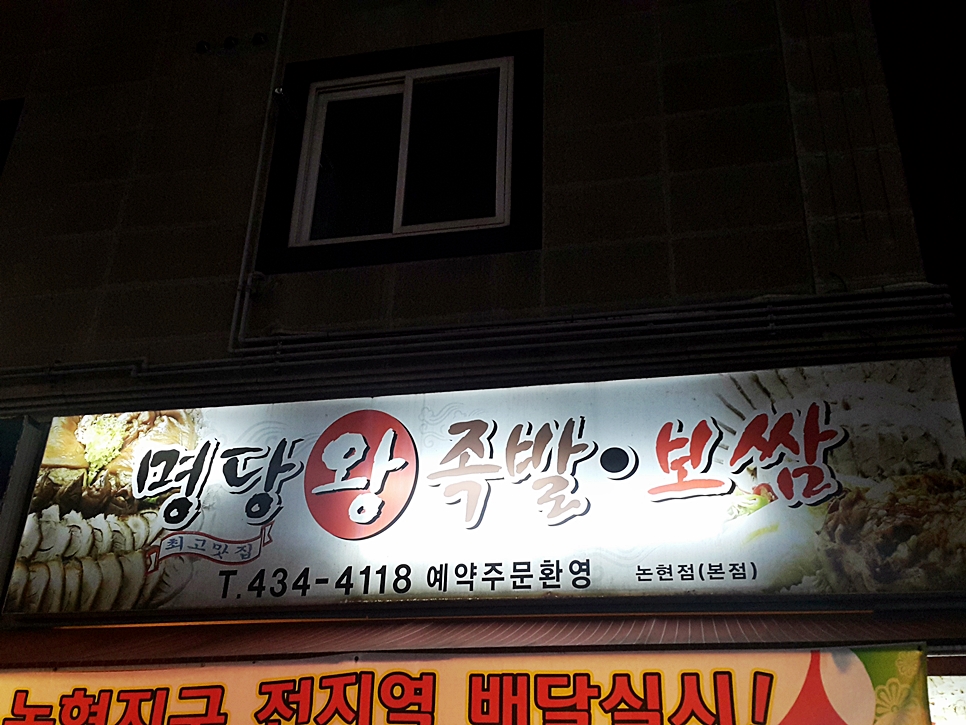 명당왕족발·보쌈
최고맛집
T.434-4118 예약주문환영 논현점(본점)
논현지구 전지역 배달실시!